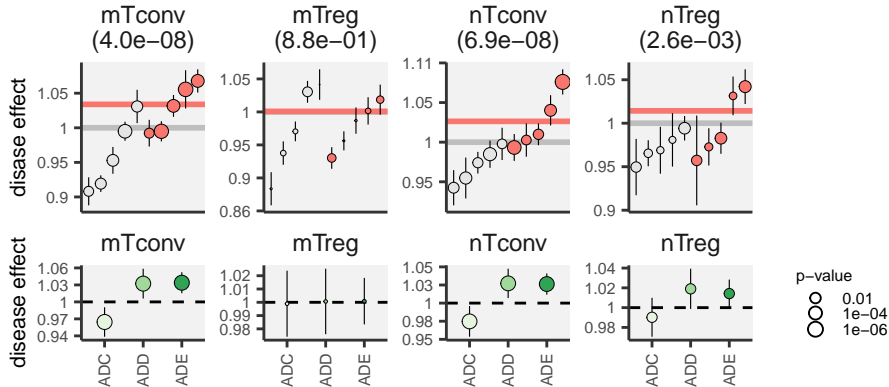 mTconv
(4.0e−08)
mTreg
(8.8e−01)
nTconv
(6.9e−08)
nTreg
(2.6e−03)
disase effect
1.05
1
0.95
0.9
1.05
1
0.95
0.9
0.86
1.11
1.05
1
0.95
1.05
1
0.95
0.9
mTconv
mTreg
nTconv
nTreg
disease effect
1.06
1.03
1
0.97
0.94
1.02
1.00
0.98
1.05
1.03
1
0.98
0.95
1.04
1.02
1
0.98
ADC
ADD
ADE
ADC
ADD
ADE
ADC
ADD
ADE
ADC
ADD
ADE
p−value
0.01
1e−04
1e−06